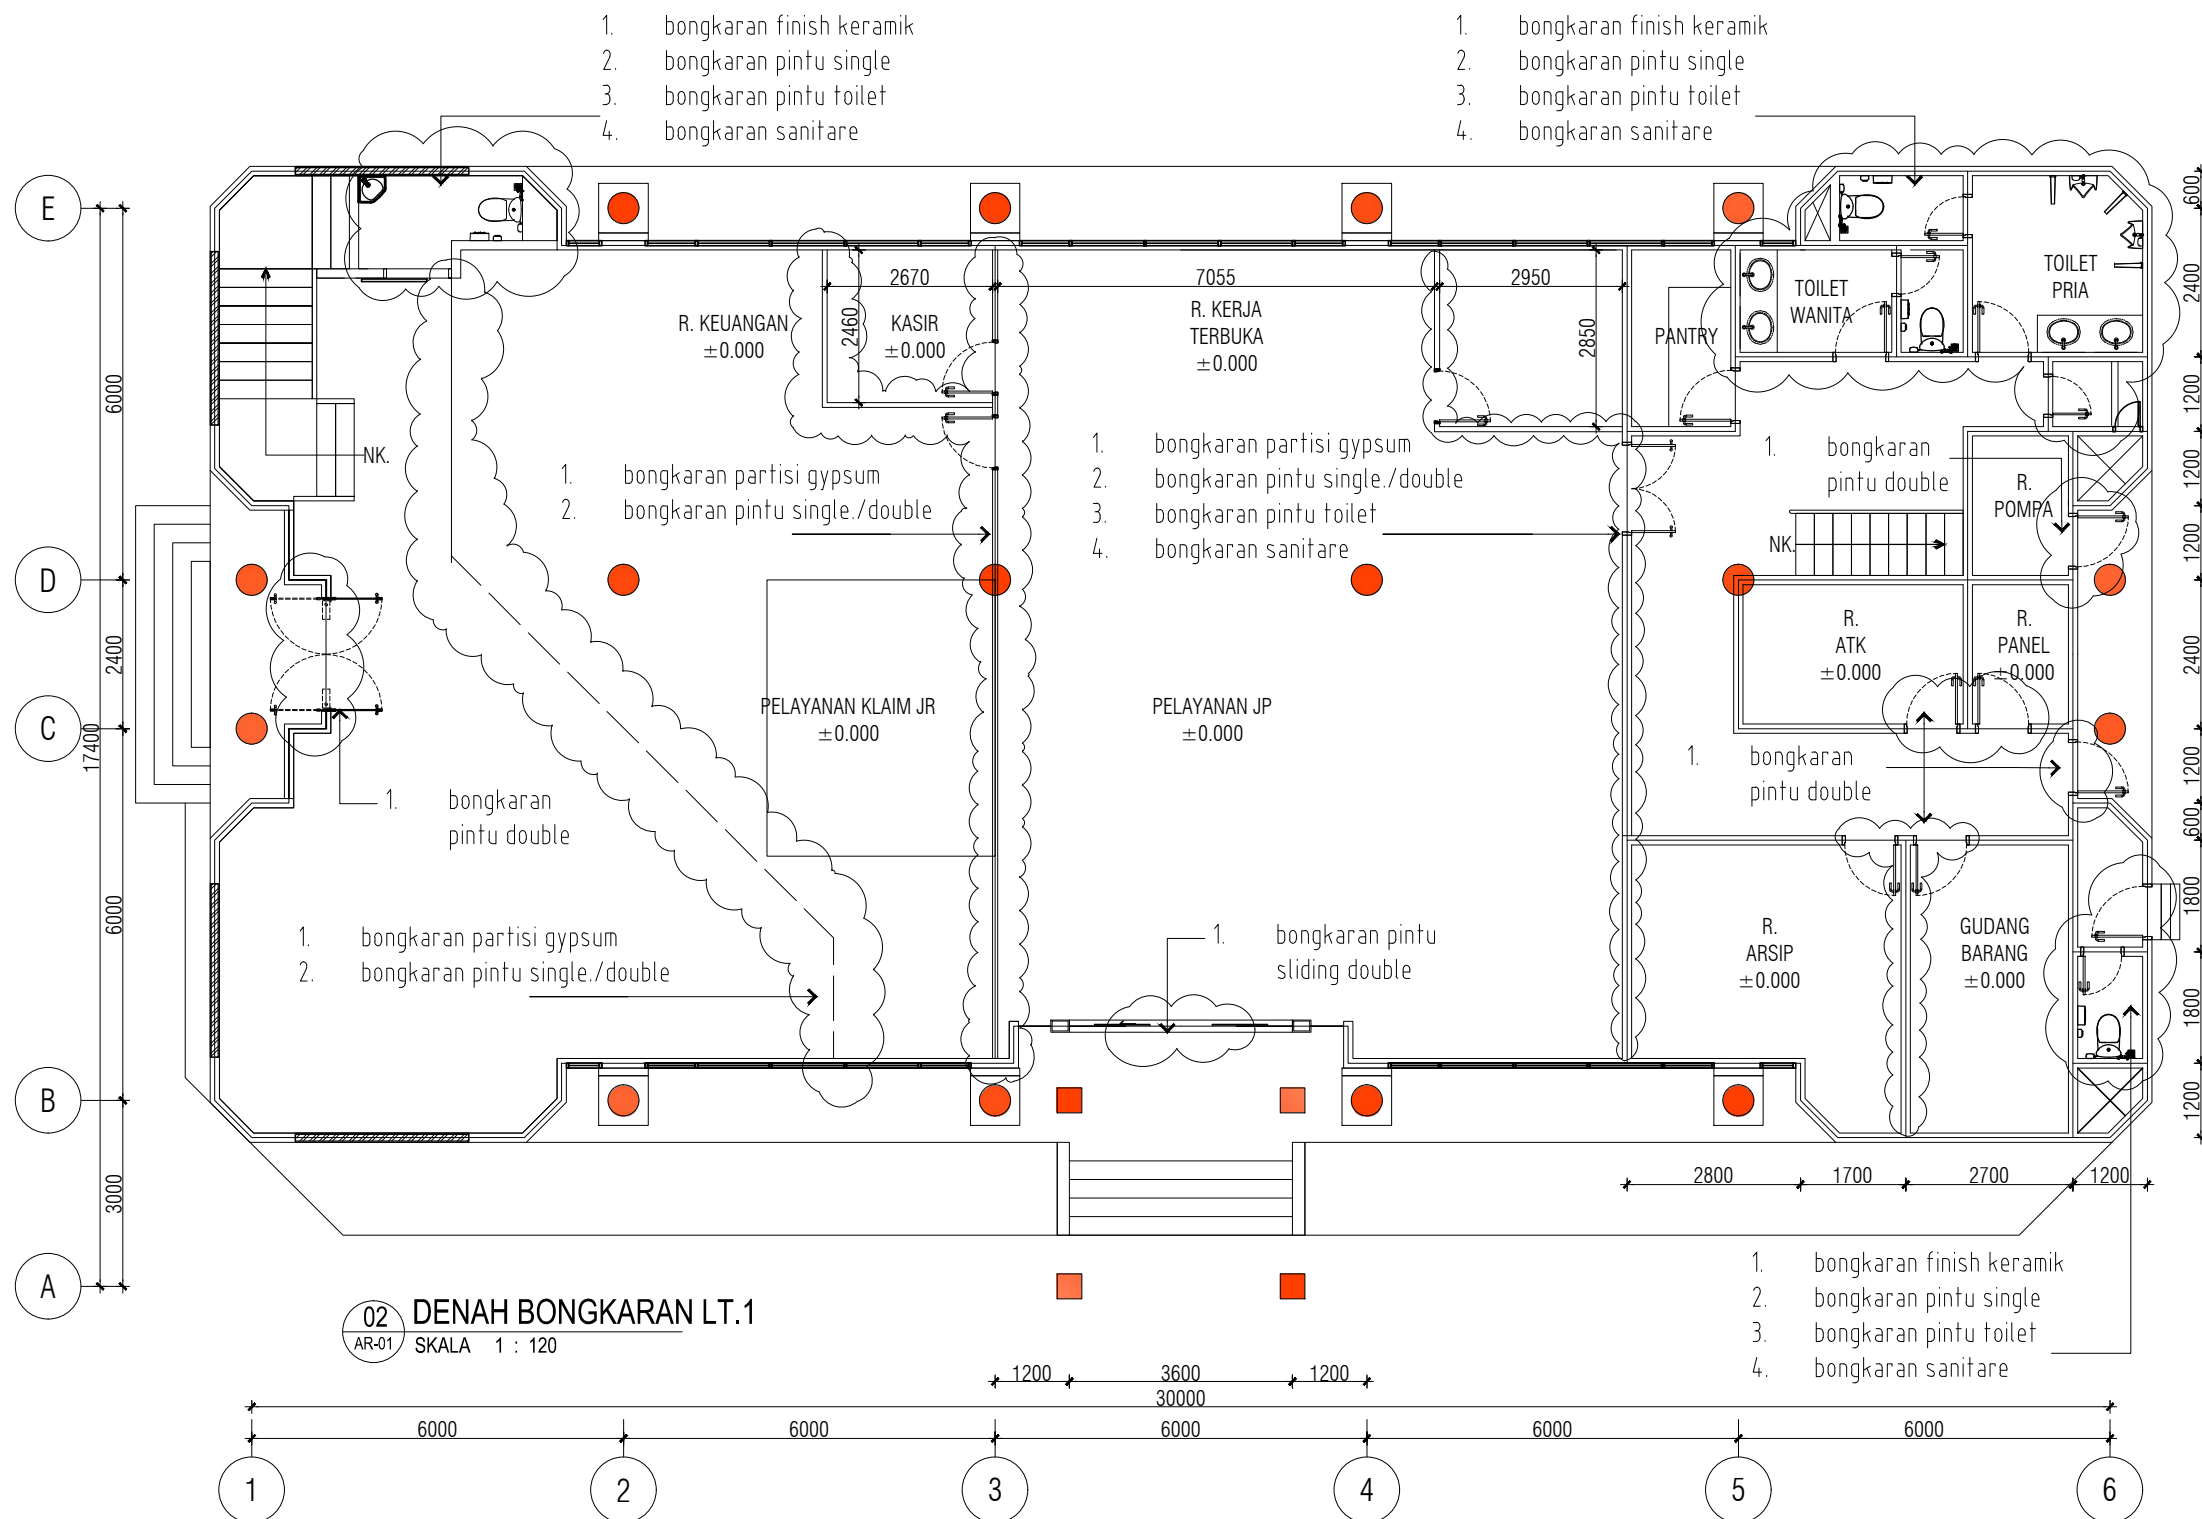 1. bongkaran finish keramik
2. bongkaran pintu single
3. bongkaran pintu toilet
4. bongkaran sanitare
1. bongkaran finish keramik
2. bongkaran pintu single
3. bongkaran pintu toilet
4. bongkaran sanitare
E
D
C
B
A
6000
2400
6000
3000
17400
600
2400
1200
1200
1200
2400
1200
600
1800
1800
1200
2670
7055
2950
2460
2850
R. KEUANGAN
±0.000
KASIR
±0.000
R. KERJA
TERBUKA
±0.000
PANTRY
TOILET
WANITA
TOILET
PRIA
NK.
1. bongkaran partisi gypsum
2. bongkaran pintu single./double
1. bongkaran partisi gypsum
2. bongkaran pintu single./double
3. bongkaran pintu toilet
4. bongkaran sanitare
1. bongkaran
pintu double
R.
POMPA
NK.
R.
ATK
±0.000
R.
PANEL
±0.000
PELAYANAN KLAIM JR
±0.000
PELAYANAN JP
±0.000
1. bongkaran
pintu double
1. bongkaran
pintu double
1. bongkaran partisi gypsum
2. bongkaran pintu single./double
1. bongkaran pintu
sliding double
R.
ARSIP
±0.000
GUDANG
BARANG
±0.000
2800
1700
2700
1200
1. bongkaran finish keramik
2. bongkaran pintu single
3. bongkaran pintu toilet
4. bongkaran sanitare
02
AR-01
DENAH BONGKARAN LT.1
SKALA 1 : 120
1200
3600
1200
30000
6000
6000
6000
6000
6000
1
2
3
4
5
6